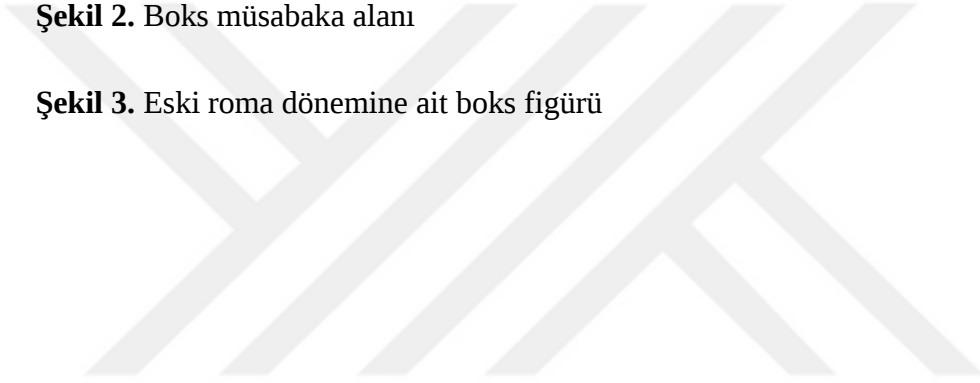 Şekil 2. Boks müsabaka alanı
Şekil 3. Eski roma dönemine ait boks figürü